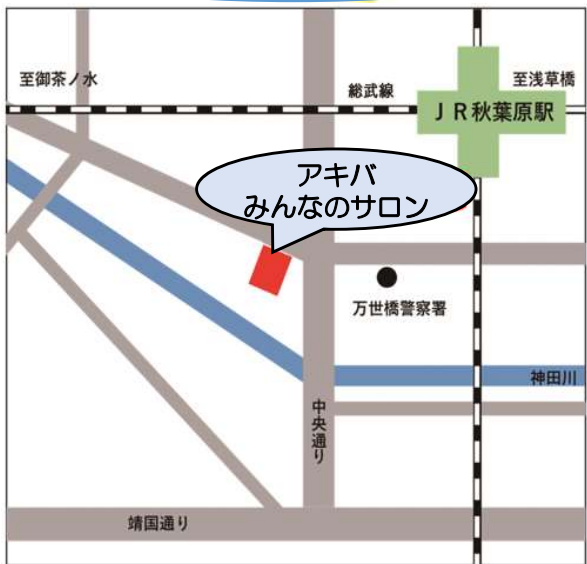 至御茶ノ水
総武線
至浅草橋
JR秋葉原駅
アキバ
みんなのサロン
万世橋警察署
神田川
中央通り
靖国通り